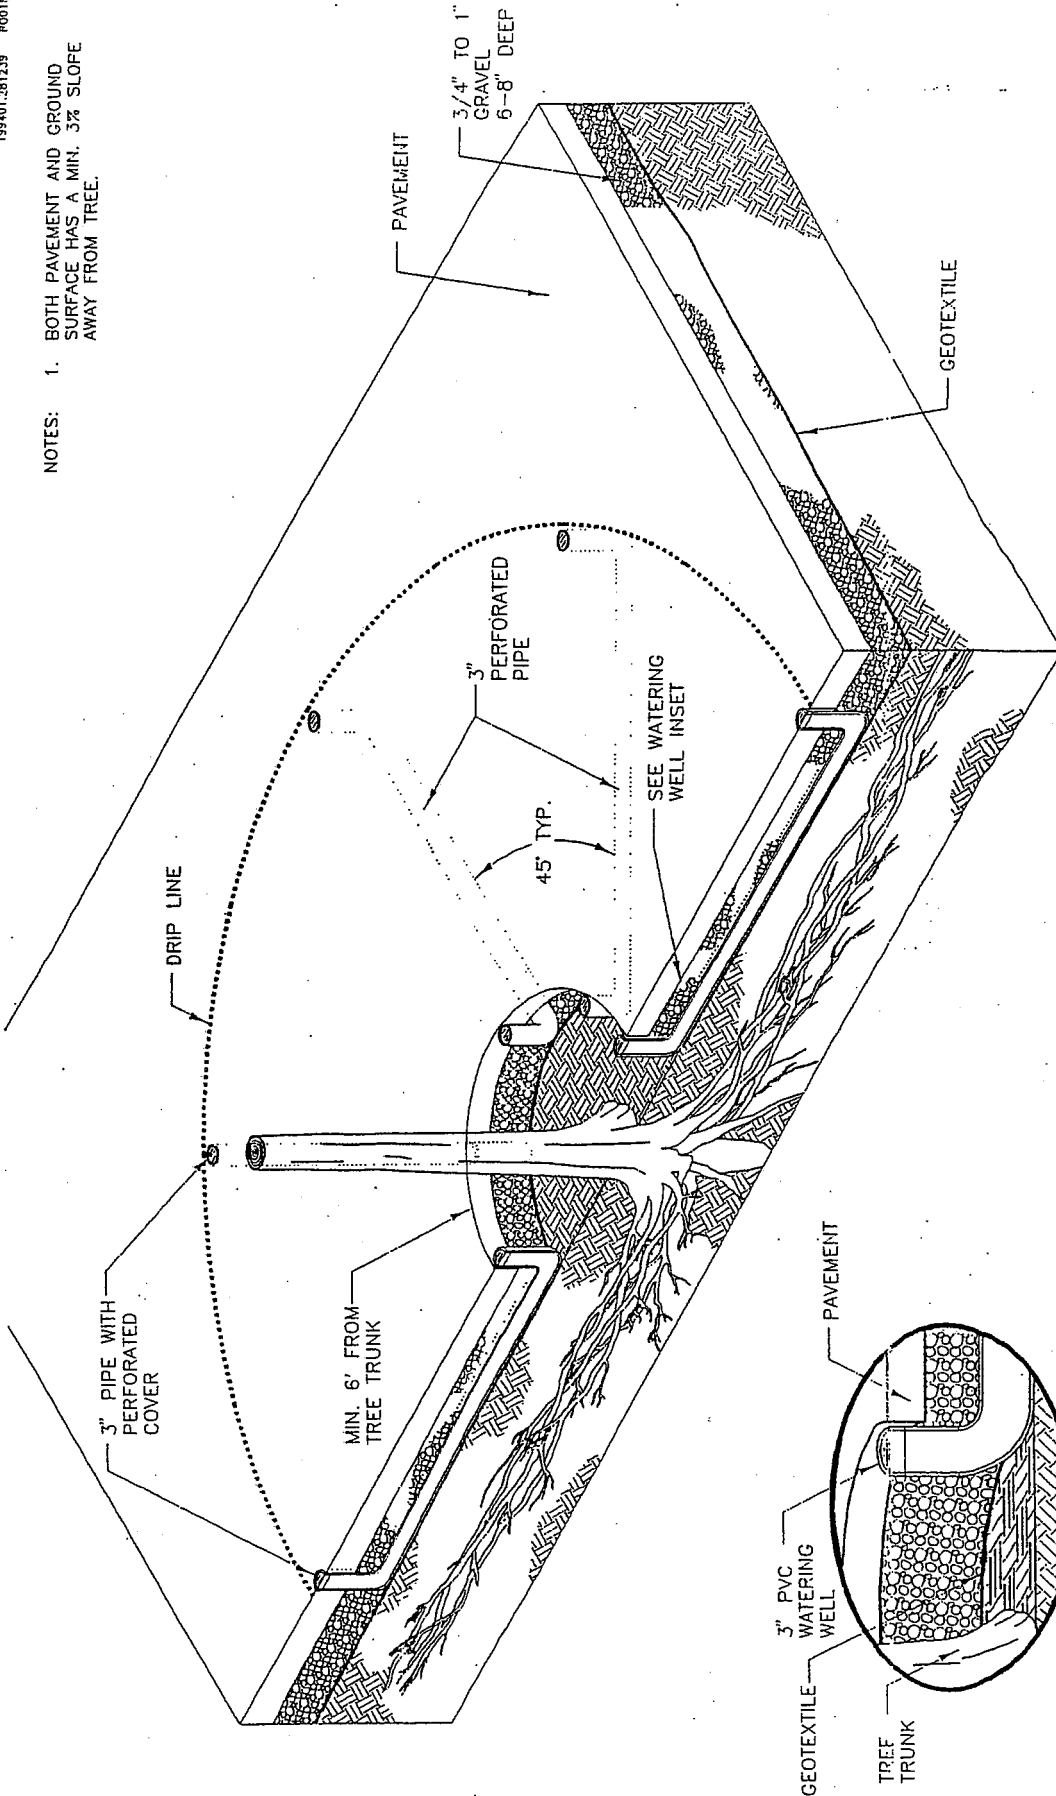 NOTES: 1. BOTH PAVEMENT AND GROUND
SURFACE HAS A MIN. 3% SLOPE
AWAY FROM TREE.
3/4" TO 1"
GRAVEL
6-8" DEEP
PAVEMENT
GEOTEXTILE
DRIP LINE
3"
PERFORATED
PIPE
45° TYP.
SEE WATERING
WELL INSET
3" PIPE WITH
PERFORATED
COVER
MIN. 6' FROM
TREE TRUNK
PAVEMENT
3" PVC
WATERING
WELL
GEOTEXTILE
TREE
TRUNK